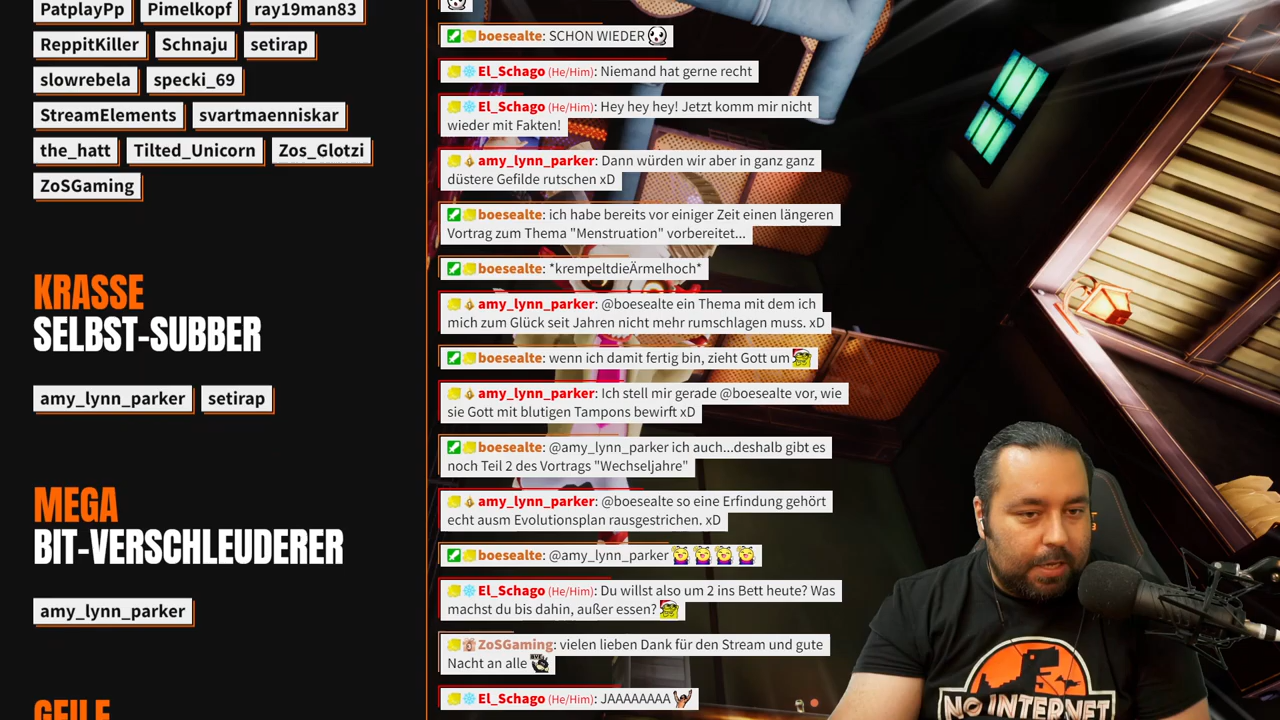 PatplayPp Pimelkopf ray19man83
ReppitKiller Schnaju setirap
slowrebela specki_69
StreamElements svartmaenniskar
the_hatt Tilted_Unicorn Zos_Glotzi
ZoSGaming
KRASSE
SELBST-SUBBER
amy_lynn_parker setirap
MEGA
BIT-VERSCHLEUDERER
amy_lynn_parker
GEILE
boesealte: SCHON WIEDER
El_Schago (He/Him): Niemand hat gerne recht
El_Schago (He/Him): Hey hey hey! Jetzt komm mir nicht
wieder mit Fakten!
amy_lynn_parker: Dann würden wir aber in ganz ganz
düstere Gefilde rutschen xD
boesealte: ich habe bereits vor einiger Zeit einen längeren
Vortrag zum Thema "Menstruation" vorbereitet...
boesealte: *krempeltdieÄrmelhoch*
amy_lynn_parker: @boesealte ein Thema mit dem ich
mich zum Glück seit Jahren nicht mehr rumschlagen muss. xD
boesealte: wenn ich damit fertig bin, zieht Gott um
amy_lynn_parker: Ich stell mir gerade @boesealte vor, wie
sie Gott mit blutigen Tampons bewirft xD
boesealte: @amy_lynn_parker ich auch...deshalb gibt es
noch Teil 2 des Vortrags "Wechseljahre"
amy_lynn_parker: @boesealte so eine Erfindung gehört
echt ausm Evolutionsplan rausgestrichen. xD
boesealte: @amy_lynn_parker
El_Schago (He/Him): Du willst also um 2 ins Bett heute? Was
machst du bis dahin, außer essen?
ZoSGaming: vielen lieben Dank für den Stream und gute
Nacht an alle
El_Schago (He/Him): JAAAAAAAA
NO INTERNET